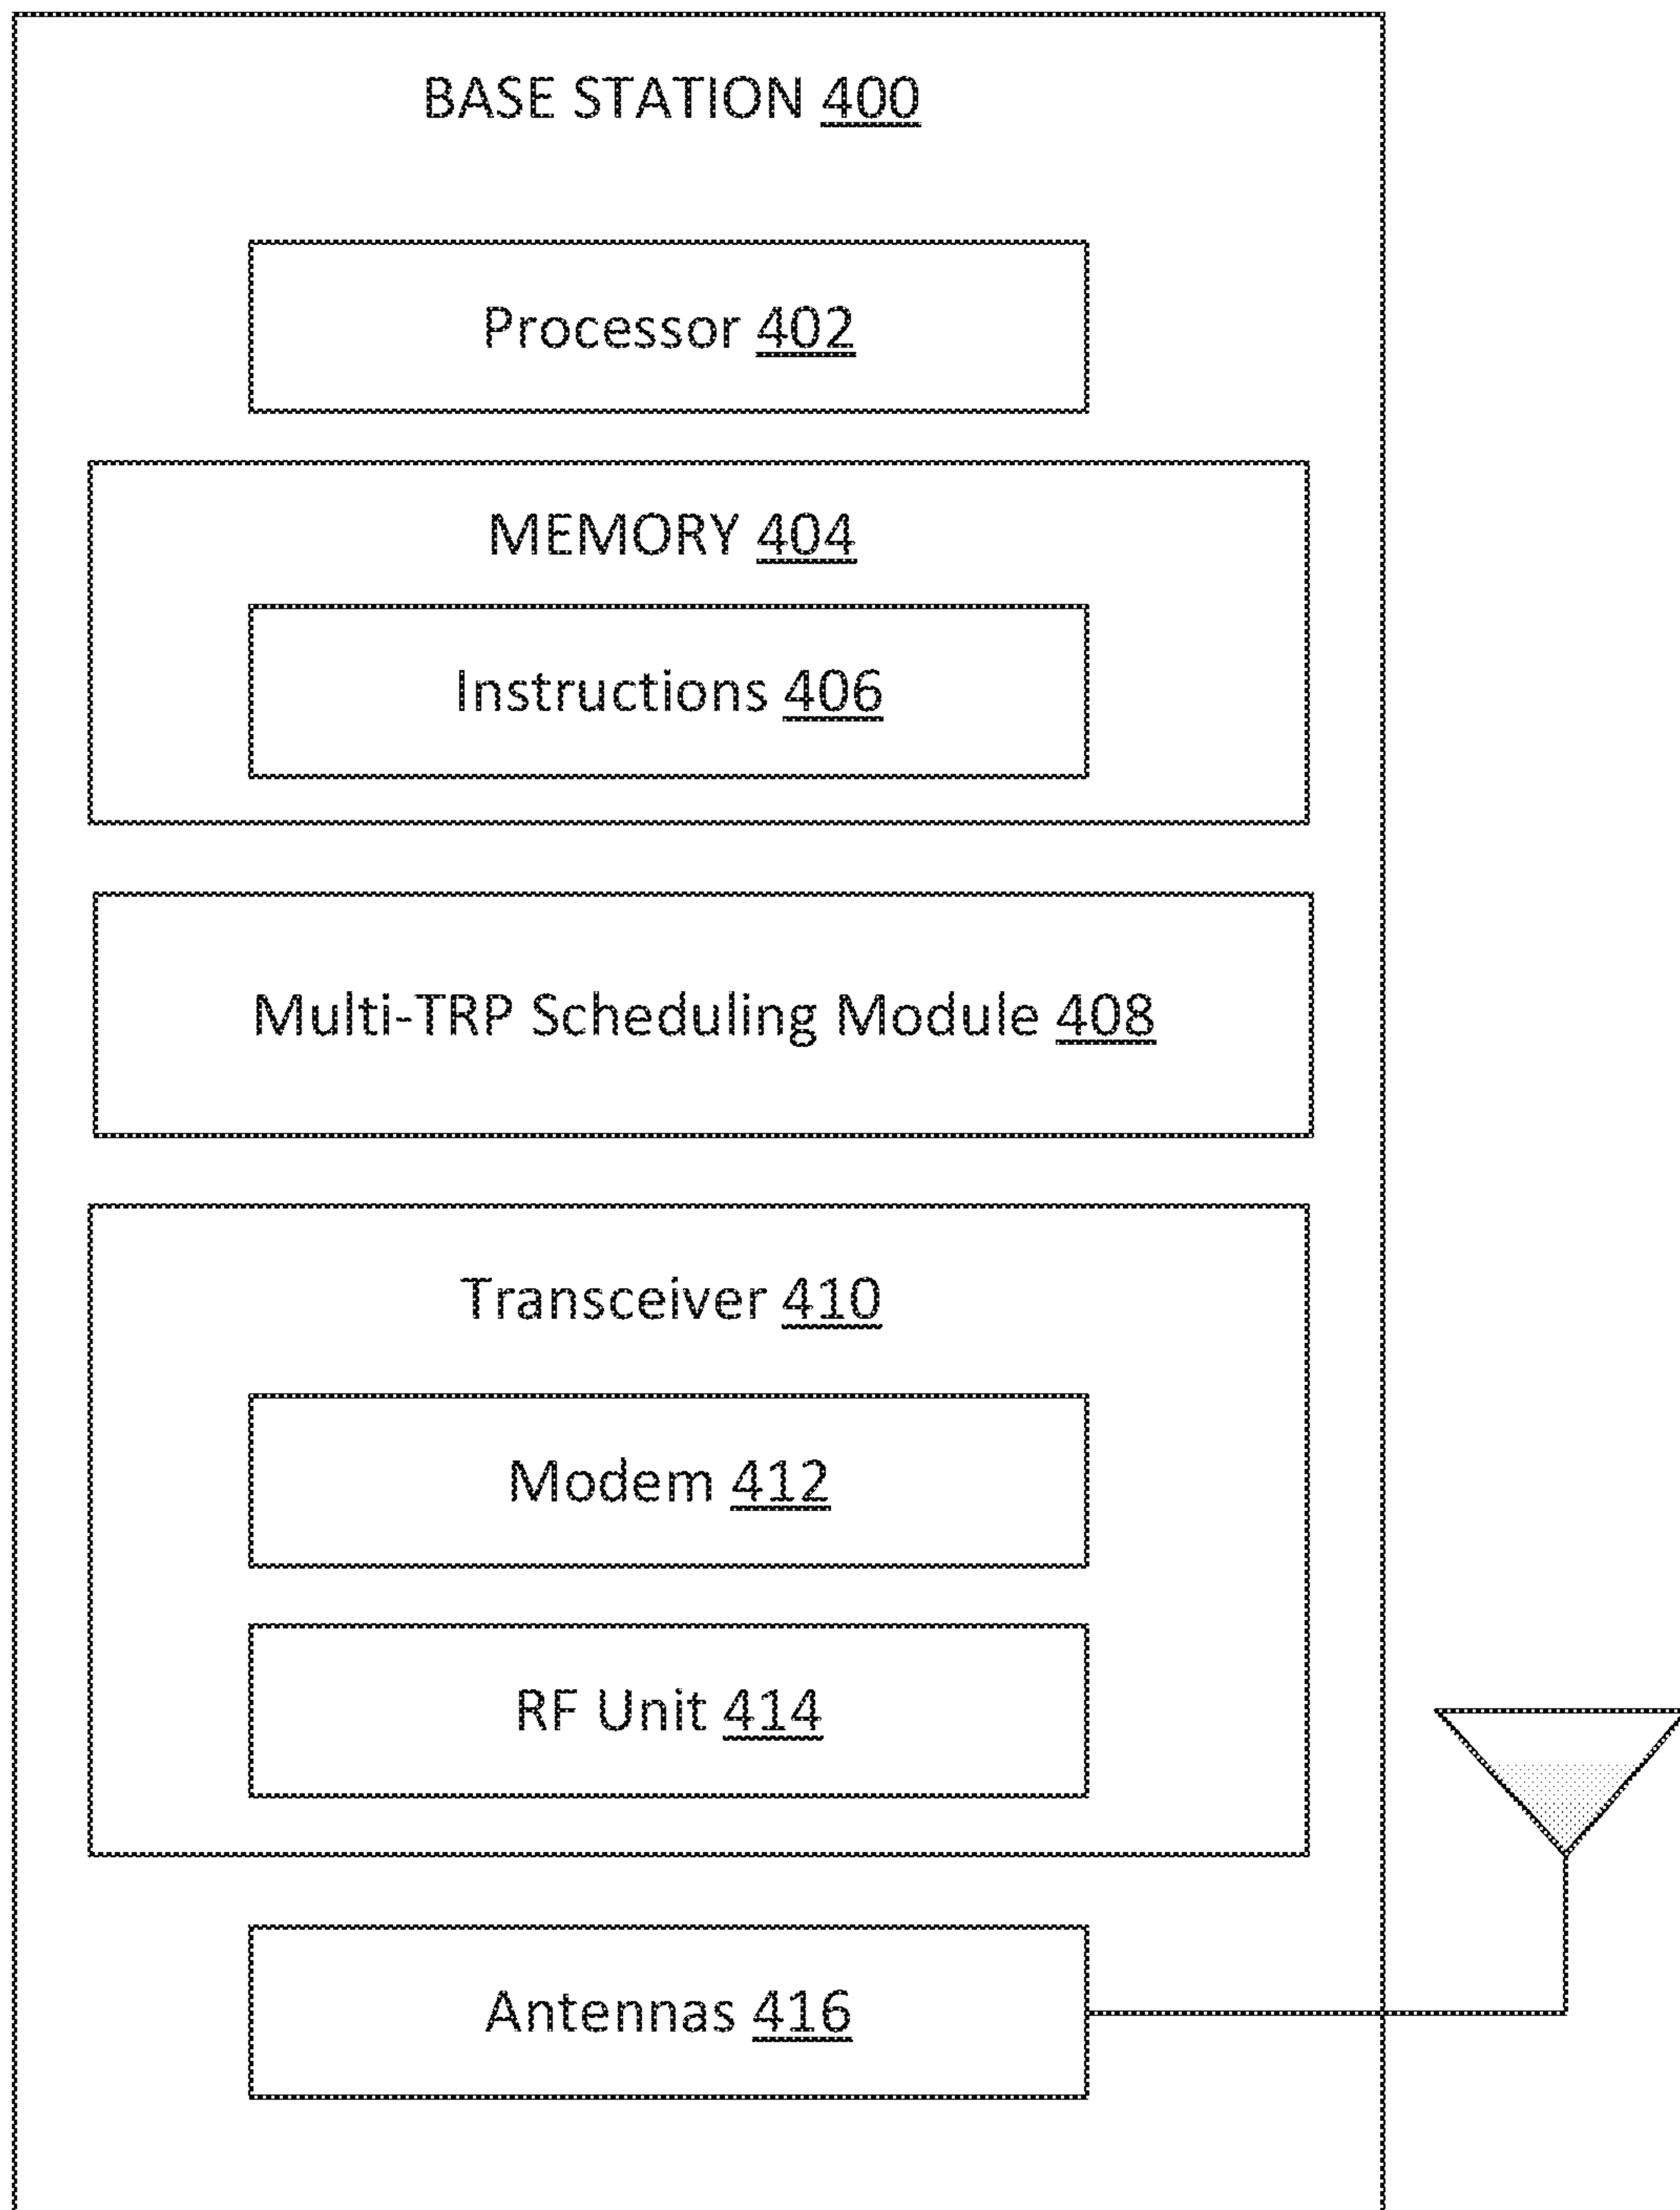 BASE STATION 400
Processor 402
MEMORY 404
Instructions 406
Multi-TRP Scheduling Module 408
Transceiver 410
Modem 412
RF Unit 414
Antennas 416